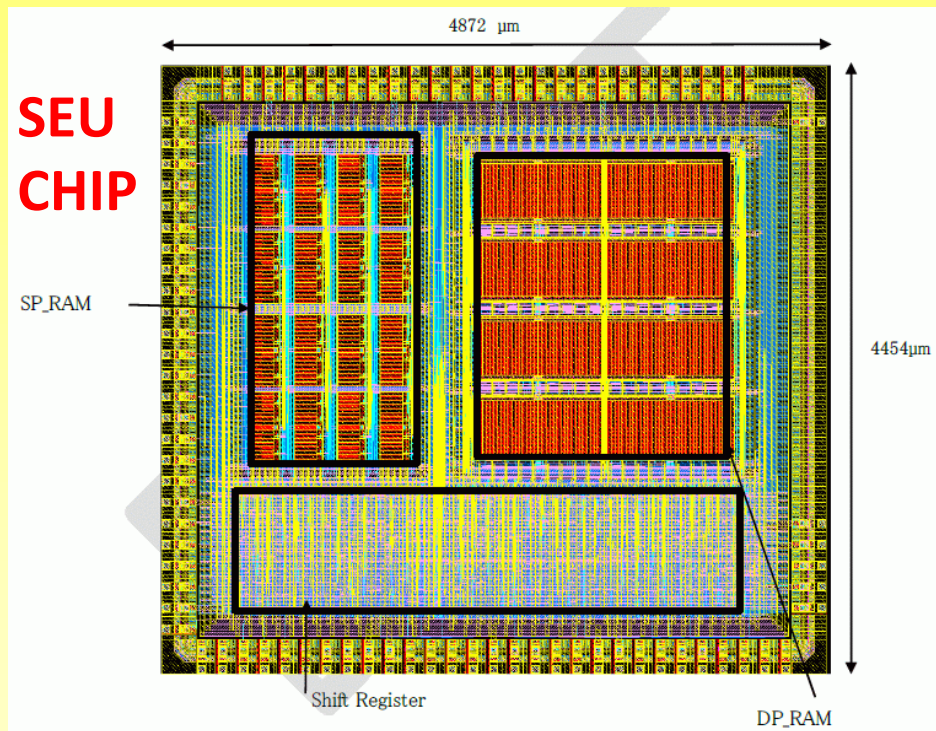 4872 µm
SEU
CHIP
SP_RAM
4454µm
Shift Register
DP_RAM